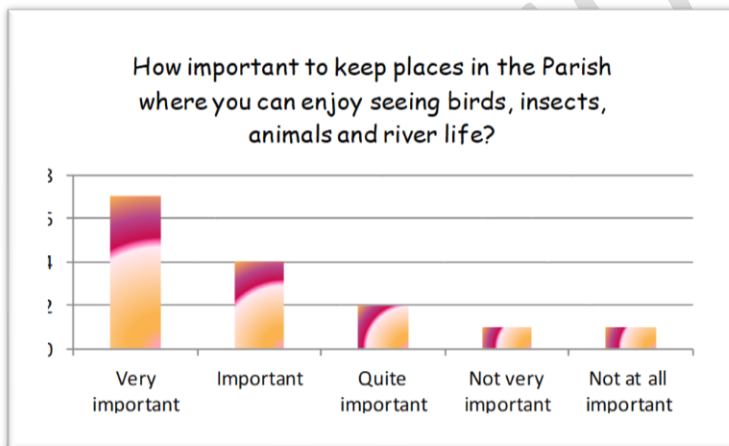 How important to keep places in the Parish
where you can enjoy seeing birds, insects,
animals and river life?
Very
important
Important
Quite
important
Not very
important
Not at all
important